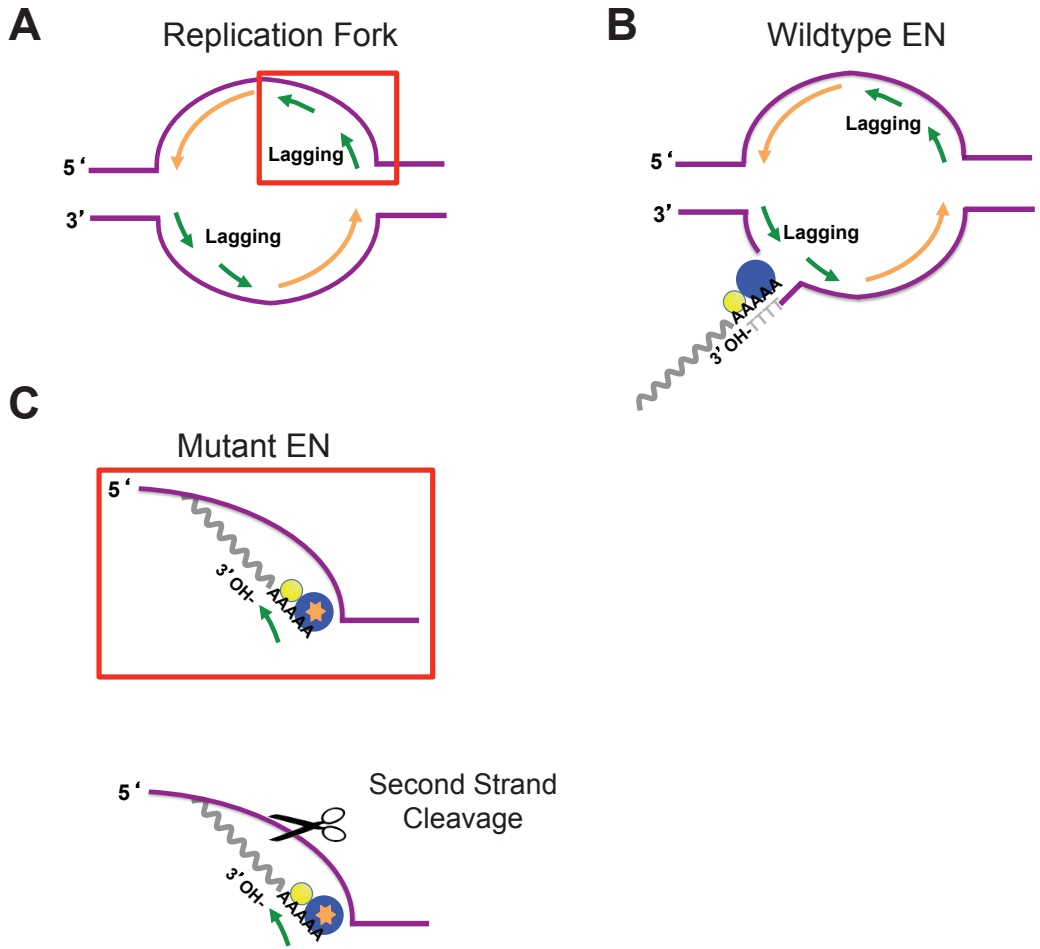 A
Replication Fork
Lagging
5‘
3’
Lagging
B
Wildtype EN
Lagging
5‘
3’
Lagging
AAAAA
3’ OH-TTTT
C
Mutant EN
5‘
3’ OH-
AAAAA
Second Strand
Cleavage
5‘
3’ OH-
AAAAA